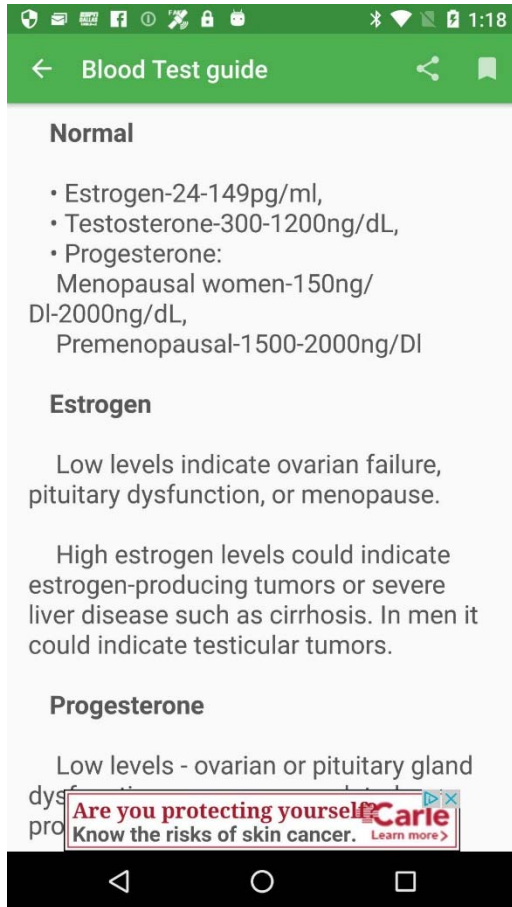 1:18
Blood Test guide
Normal
• Estrogen-24-149pg/ml,
• Testosterone-300-1200ng/dL,
• Progesterone:
Menopausal women-150ng/
Dl-2000ng/dL,
Premenopausal-1500-2000ng/Dl
Estrogen
Low levels indicate ovarian failure,
pituitary dysfunction, or menopause.
High estrogen levels could indicate
estrogen-producing tumors or severe
liver disease such as cirrhosis. In men it
could indicate testicular tumors.
Progesterone
Low levels - ovarian or pituitary gland
Are you protecting yourself?
Know the risks of skin cancer.
Carle
Learn more>